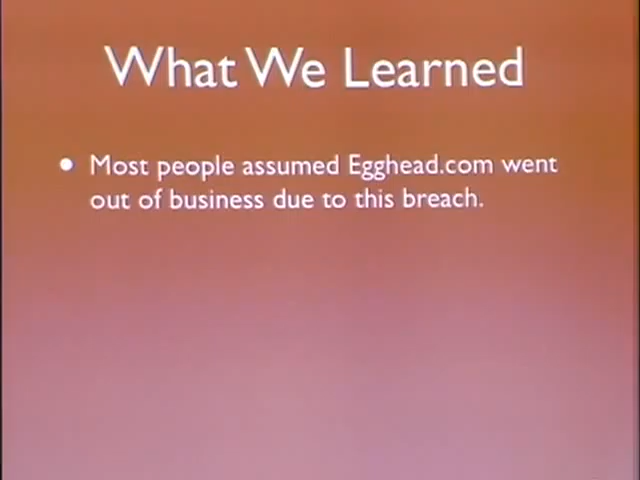 What We Learned
• Most people assumed Egghead.com went
out of business due to this breach.